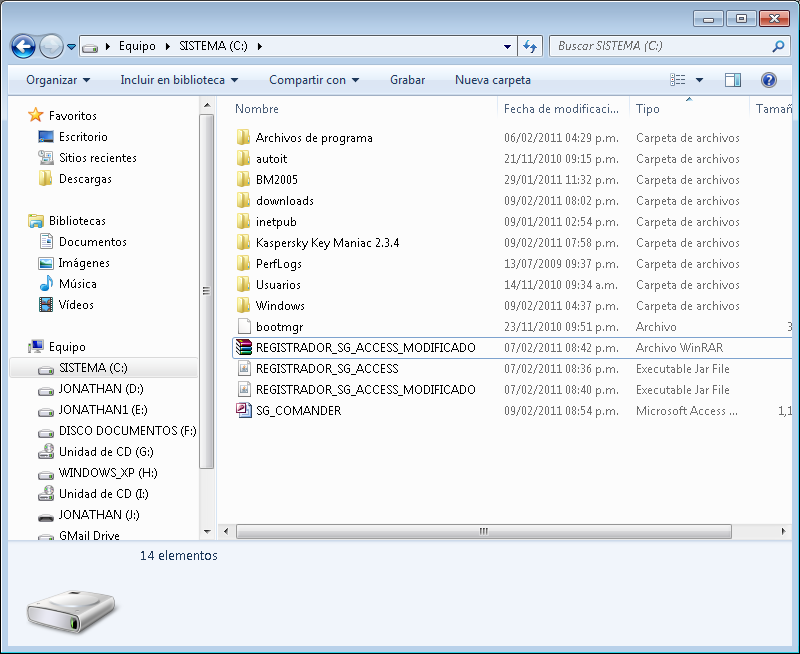 Equipo SISTEMA (C:) Buscar SISTEMA (C:)
Organizar Incluir en biblioteca Compartir con Grabar Nueva carpeta
Favoritos
Escritorio
Sitios recientes
Descargas
Bibliotecas
Documentos
Imágenes
Música
Vídeos
Equipo
SISTEMA (C:)
JONATHAN (D:)
JONATHAN1 (E:)
DISCO DOCUMENTOS (F:)
Unidad de CD (G:)
WINDOWS_XP (H:)
Unidad de CD (I:)
JONATHAN (J:)
GMail Drive
Nombre Fecha de modificaci... Tipo Tamañ
Archivos de programa 06/02/2011 04:29 p.m. Carpeta de archivos
autoit 21/11/2010 09:15 p.m. Carpeta de archivos
BM2005 29/01/2011 11:32 p.m. Carpeta de archivos
downloads 09/02/2011 08:02 p.m. Carpeta de archivos
inetpub 09/01/2011 02:54 p.m. Carpeta de archivos
Kaspersky Key Maniac 2.3.4 09/02/2011 07:58 p.m. Carpeta de archivos
PerfLogs 13/07/2009 09:37 p.m. Carpeta de archivos
Usuarios 14/11/2010 09:34 a.m. Carpeta de archivos
Windows 09/02/2011 04:37 p.m. Carpeta de archivos
bootmgr 23/11/2010 09:51 p.m. Archivo 3
REGISTRADOR_SG_ACCESS_MODIFICADO 07/02/2011 08:42 p.m. Archivo WinRAR
REGISTRADOR_SG_ACCESS 07/02/2011 08:36 p.m. Executable Jar File
REGISTRADOR_SG_ACCESS_MODIFICADO 07/02/2011 08:40 p.m. Executable Jar File
SG_COMANDER 09/02/2011 08:54 p.m. Microsoft Access ... 1,1
14 elementos